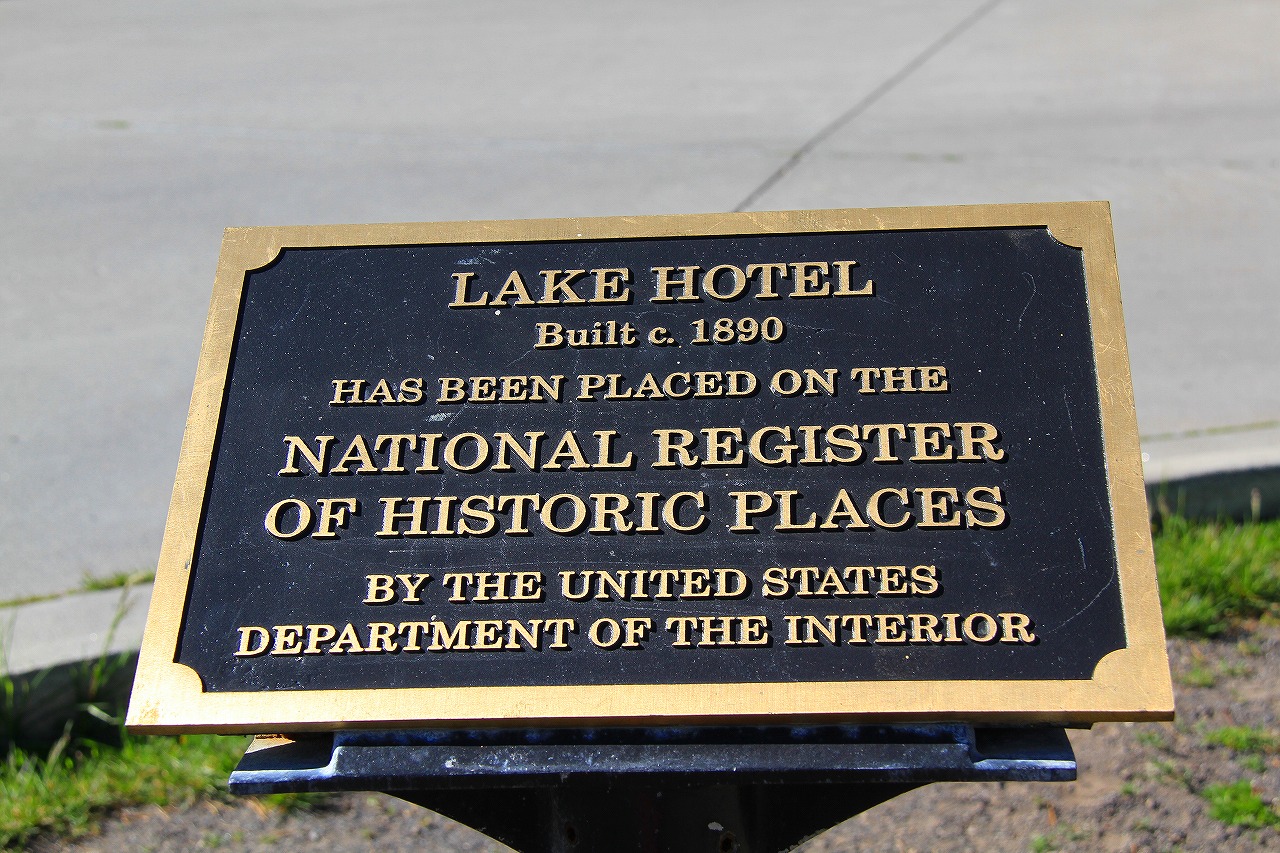 LAKE HOTEL
Built c. 1890
HAS BEEN PLACED ON THE
NATIONAL REGISTER
OF HISTORIC PLACES
BY THE UNITED STATES
DEPARTMENT OF THE INTERIOR